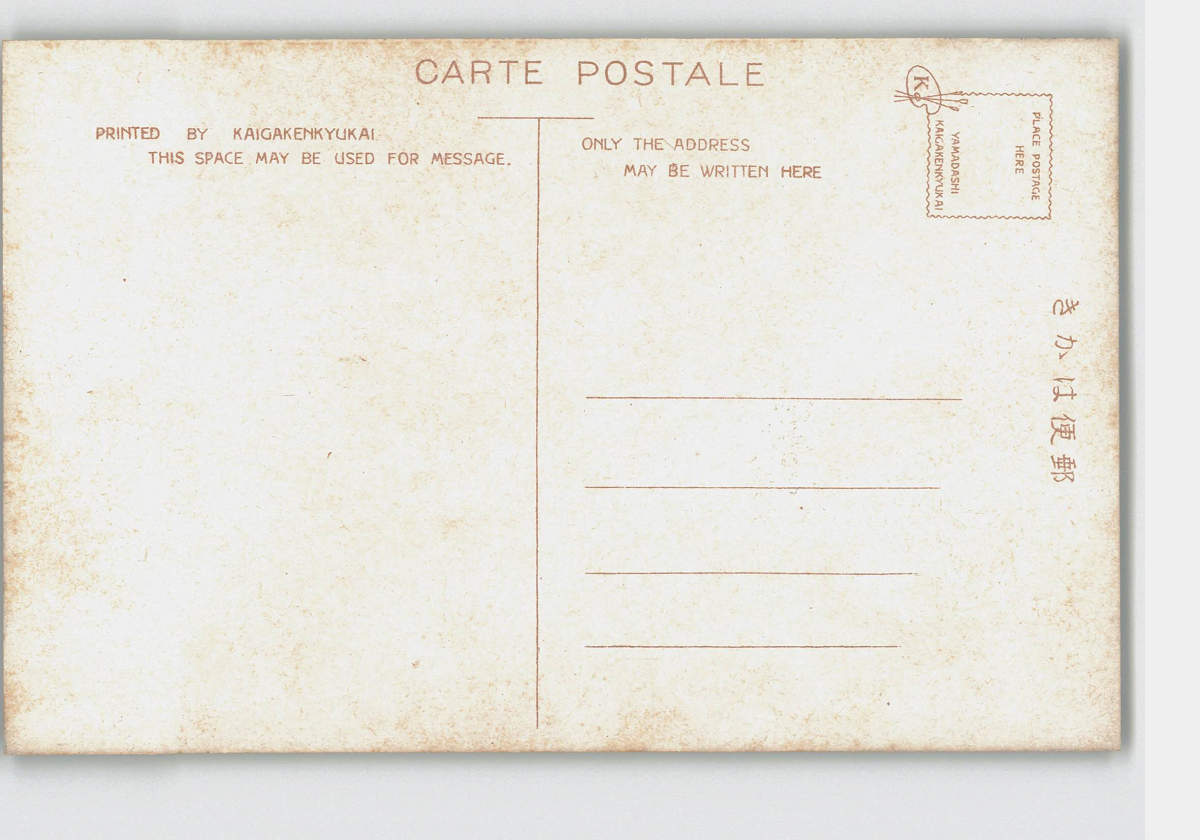 CARTE POSTALE
PRINTED BY KAIGAKENKYUKAI
THIS SPACE MAY BE USED FOR MESSAGE.
ONLY THE ADDRESS
MAY BE WRITTEN HERE
K
PLACE POSTAGE
HERE
YAMADASHI
KAIGAKENKYUKAI
きかは便郵